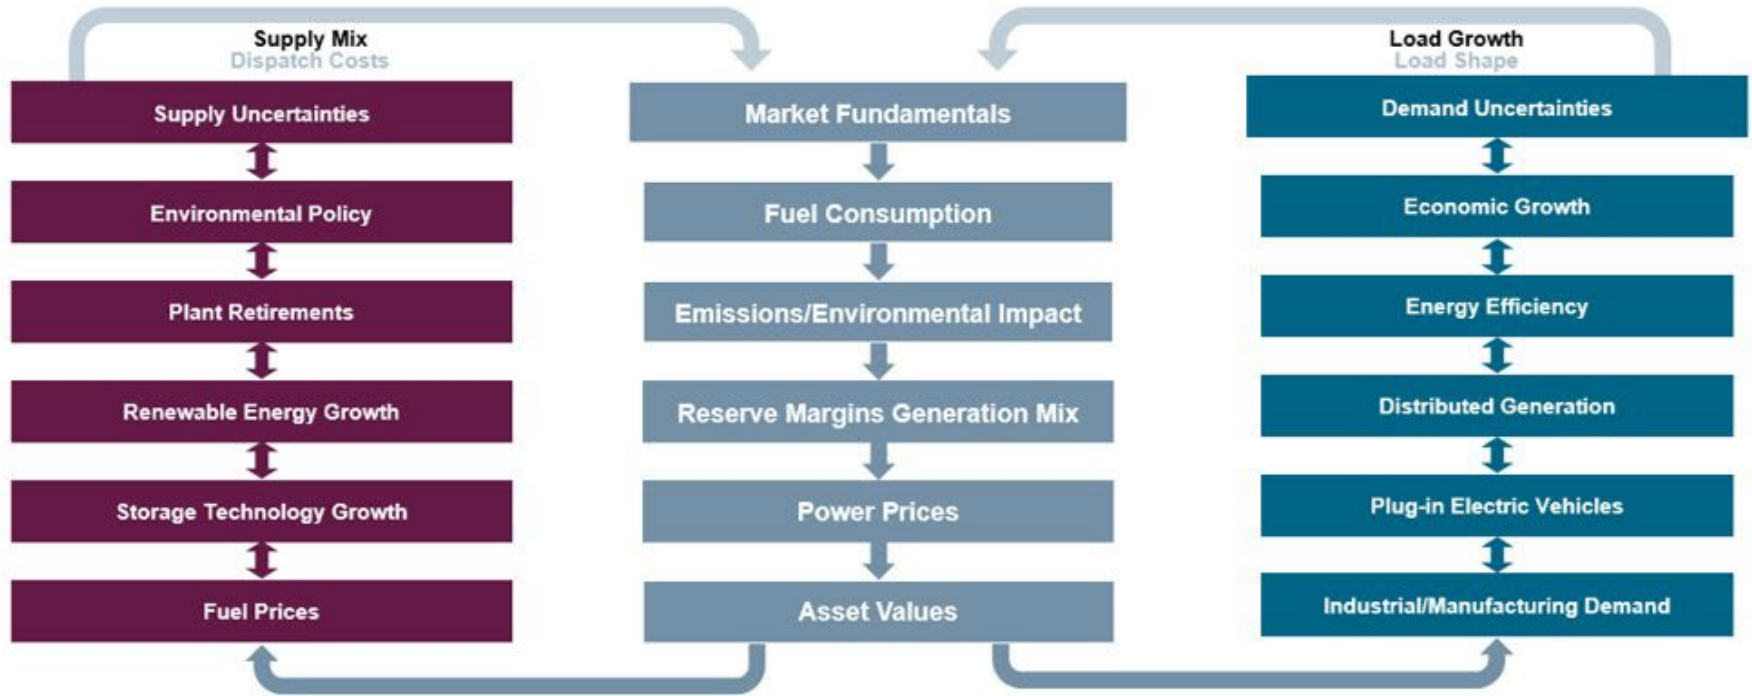 Supply Mix
Dispatch Costs
Supply Uncertainties
Environmental Policy
Plant Retirements
Renewable Energy Growth
Storage Technology Growth
Fuel Prices
Market Fundamentals
Fuel Consumption
Emissions/Environmental Impact
Reserve Margins Generation Mix
Power Prices
Asset Values
Load Growth
Load Shape
Demand Uncertainties
Economic Growth
Energy Efficiency
Distributed Generation
Plug-in Electric Vehicles
Industrial/Manufacturing Demand